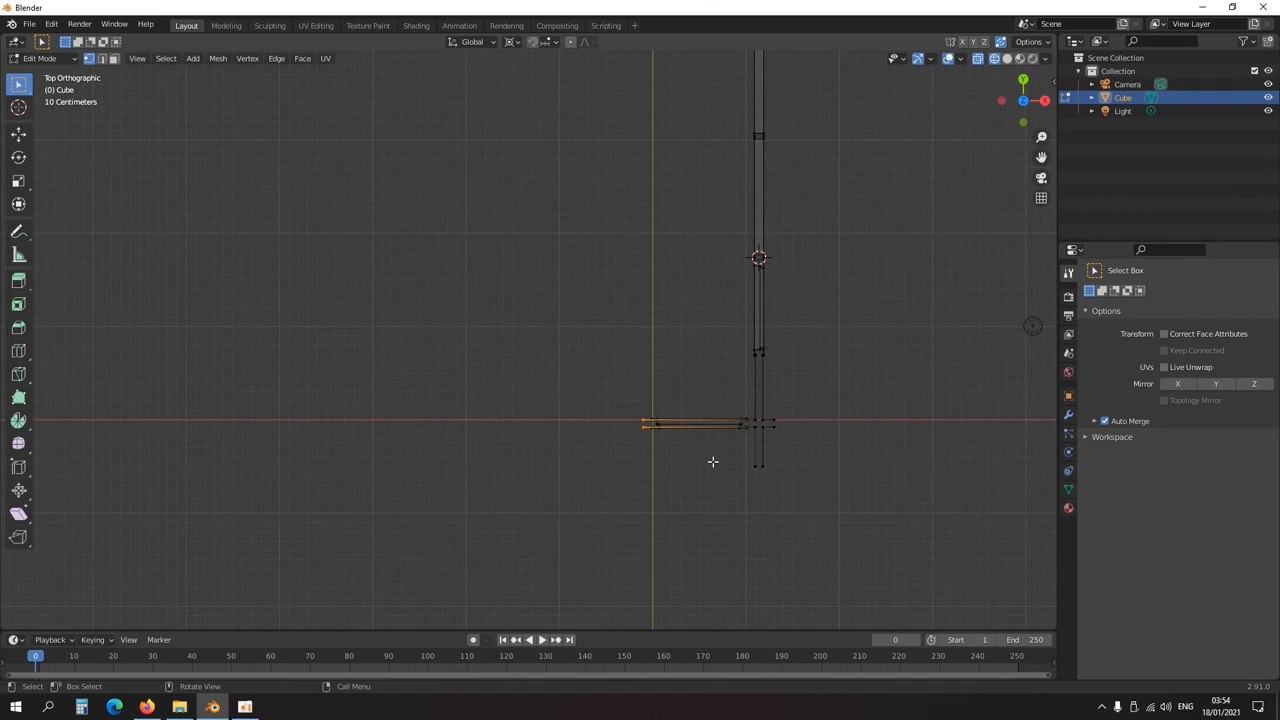 Blender
File Edit Render Window Help Layout Modeling Sculpting UV Editing Texture Paint Shading Animation Rendering Compositing Scripting + Scene View Layer
Global X Y Z Options
Edit Mode View Select Add Mesh Vertex Edge Face UV
Top Orthographic
(0) Cube
10 Centimeters
Y
Z X
Scene Collection
Collection
Camera
Cube
Light
Select Box
Options
Transform Correct Face Attributes
Keep Connected
UVs Live Unwrap
Mirror X Y Z
Topology Mirror
Auto Merge
Workspace
Playback Keying View Marker 0 Start 1 End 250
0 10 20 30 40 50 60 70 80 90 100 110 120 130 140 150 160 170 180 190 200 210 220 230 240 250
Select Box Select Rotate View Call Menu 2.91.0
ENG 03:54
18/01/2021